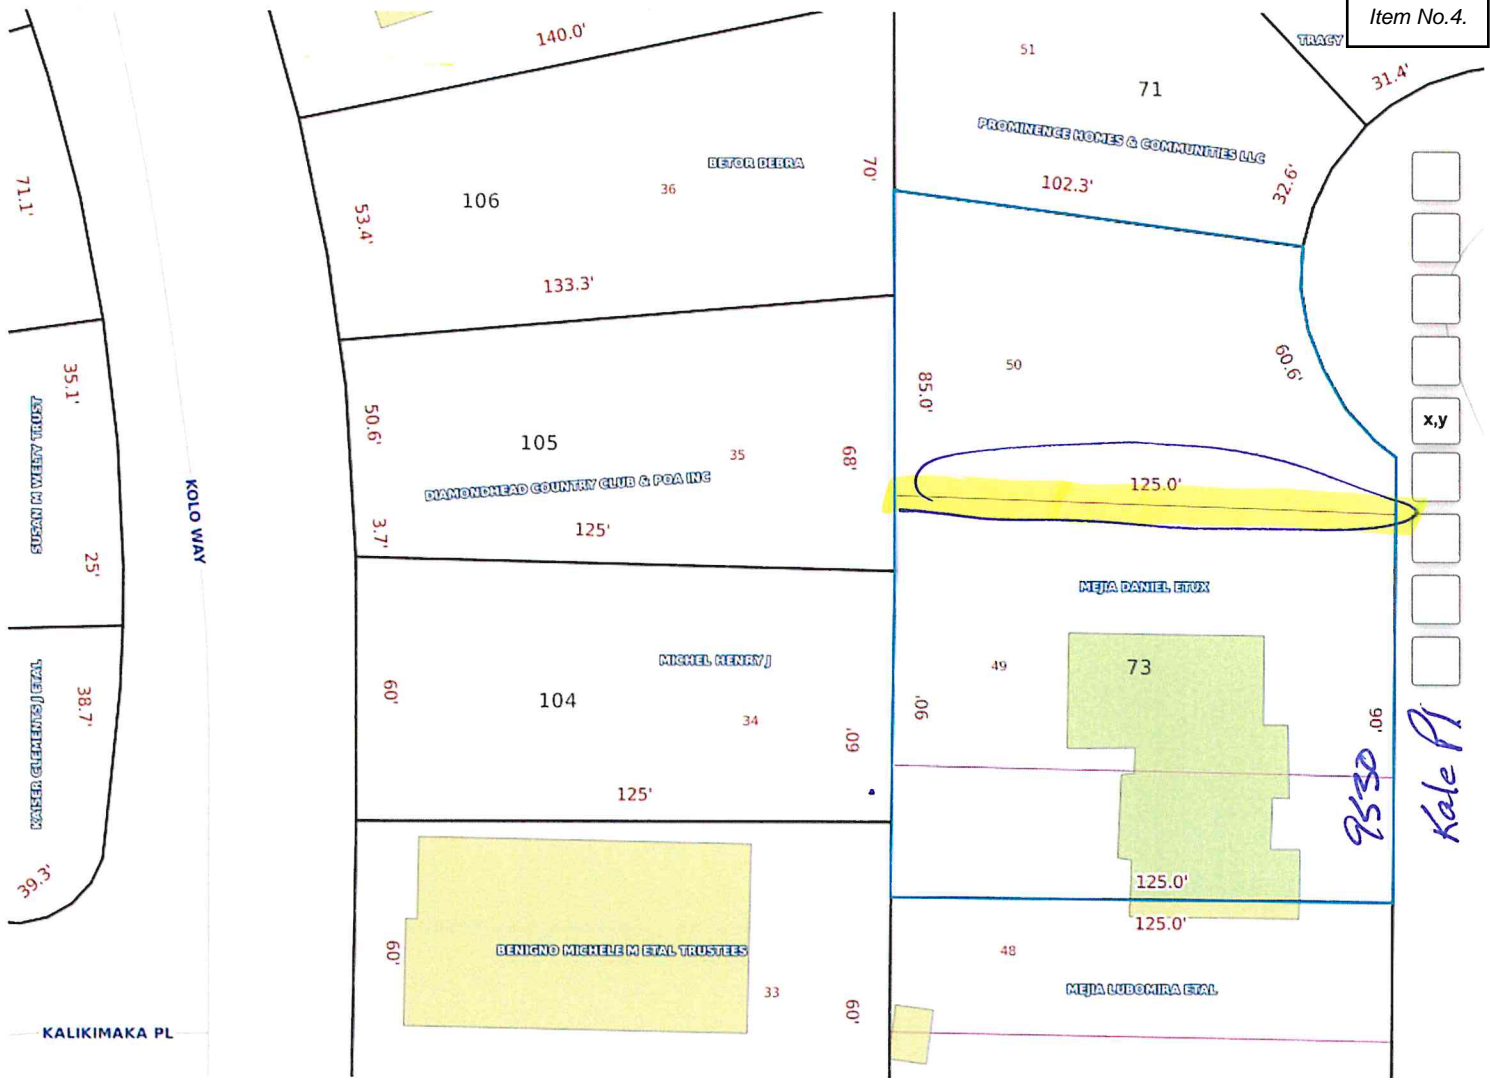 Item No.4.
TRACY
31.4'
140.0'
51
71
PROMINENCE HOMES & COMMUNITIES LLC
102.3'
32.6'
BETOR DEBRA
36
106
70'
53.4'
133.3'
71.1'
50
85.0'
60.6'
x,y
35.1'
SUSAN M WELTY TRUST
25'
KOLO WAY
50.6'
105
35
68'
DIAMONDHEAD COUNTRY CLUB & POA INC
3.7'
125'
125.0'
MEJIA DANIEL ETUX
49
73
90'
90'
9530
Kale Pl
MICHEL HENRY J
60'
104
34
60'
125'
KAISER CLEMENTS J ETAL
38.7'
39.3'
125.0'
125.0'
48
MEJIA LUBOMIRA ETAL
60'
BENIGNO MICHELE M ETAL TRUSTEES
33
60'
KALIKIMAKA PL